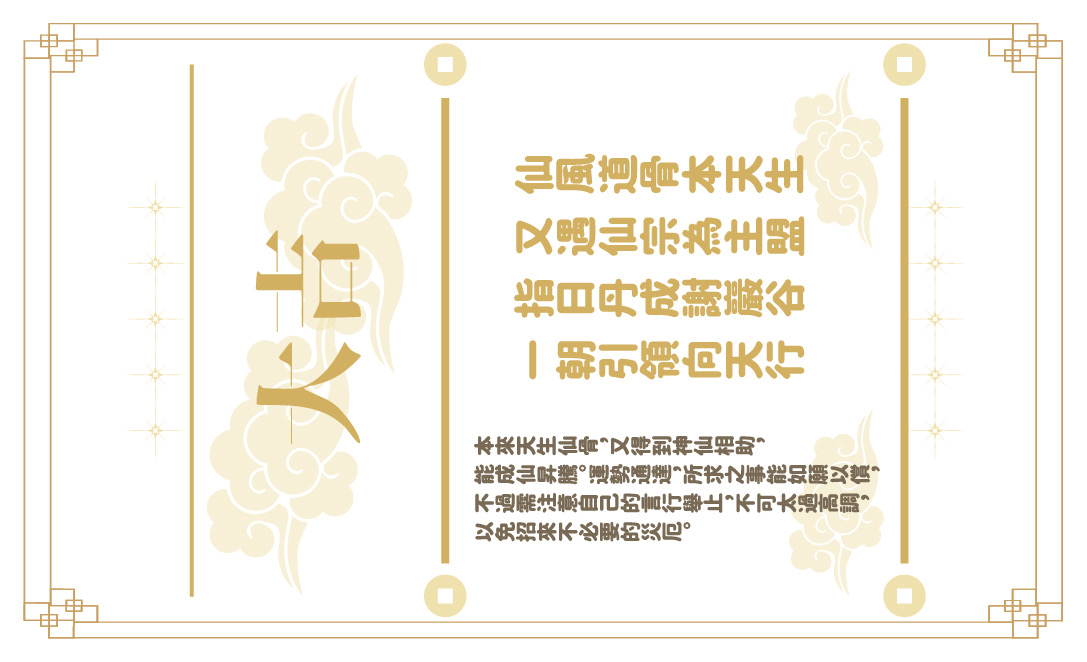 大吉
仙風道骨本天生
又遇仙宗為主盟
指日丹成謝巖谷
一朝引領向天行
本來天生仙骨，又得到神仙相助，
能成仙昇騰。運勢通達，所求之事能如願以償，
不過需注意自己的言行舉止，不可太過高調，
以免招來不必要的災厄。